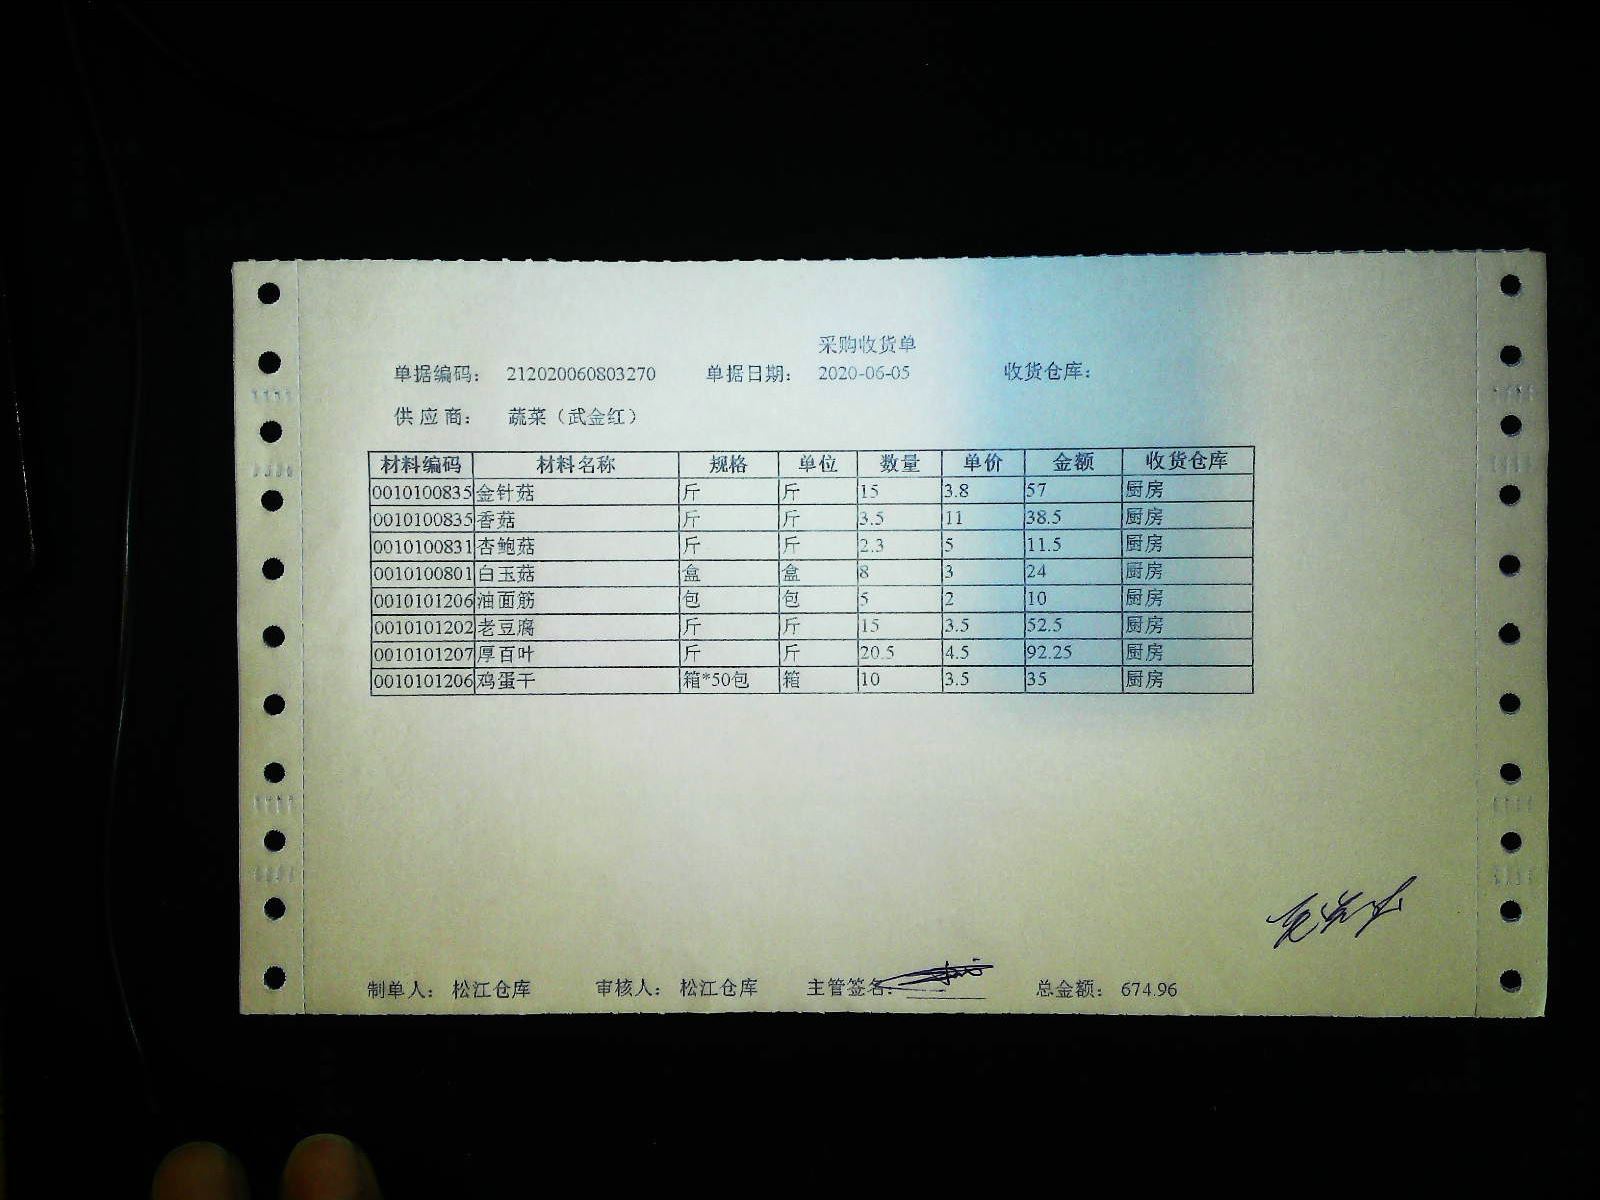 采购收货单
单据编码： 212020060803270 单据日期： 2020-06-05 收货仓库：
供 应 商： 蔬菜（武金红）
材料编码 材料名称 规格 单位 数量 单价 金额 收货仓库
0010100835 金针菇 斤 斤 15 3.8 57 厨房
0010100835 香菇 斤 斤 3.5 11 38.5 厨房
0010100831 杏鲍菇 斤 斤 2.3 5 11.5 厨房
0010100801 白玉菇 盒 盒 8 3 24 厨房
0010101206 油面筋 包 包 5 2 10 厨房
0010101202 老豆腐 斤 斤 15 3.5 52.5 厨房
0010101207 厚百叶 斤 斤 20.5 4.5 92.25 厨房
0010101206 鸡蛋干 箱*50包 箱 10 3.5 35 厨房
制单人： 松江仓库 审核人： 松江仓库 主管签名： 总金额： 674.96